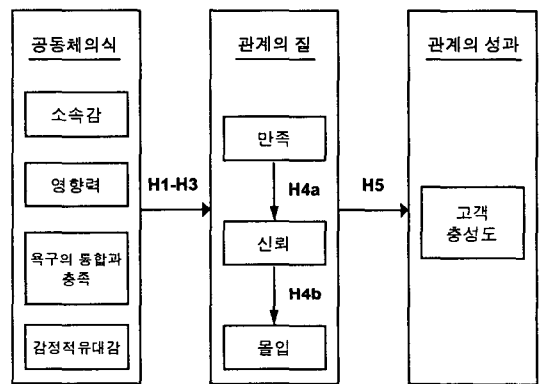 공동체의식
소속감
영향력
욕구의 통합과
충족
감정적유대감
H1-H3
관계의 질
만족
H4a
신뢰
H4b
몰입
H5
관계의 성과
고객
충성도